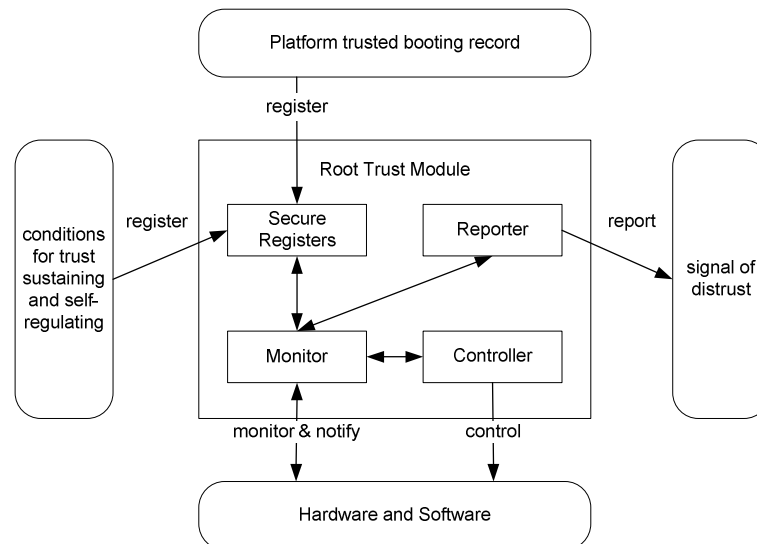 Platform trusted booting record
register
Root Trust Module
register
Secure
Registers
Reporter
report
conditions
for trust
sustaining
and self-
regulating
signal of
distrust
Monitor
Controller
monitor & notify
control
Hardware and Software